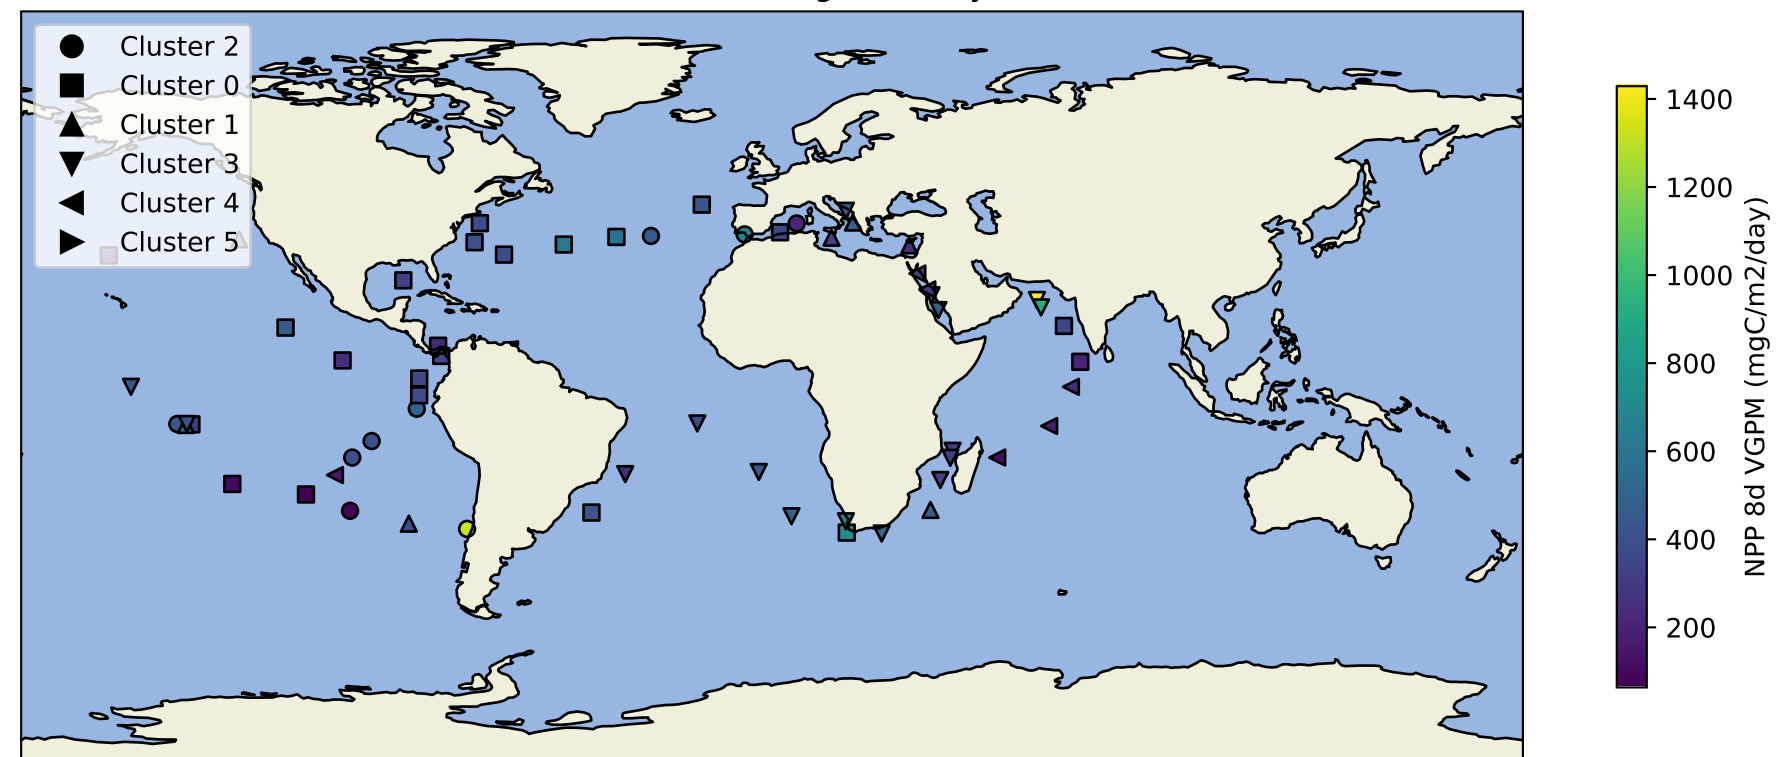 Cluster 2
Cluster 0
Cluster 1
Cluster 3
Cluster 4
Cluster 5
1400
1200
1000
800
600
400
200
NPP 8d VGPM (mgC/m2/day)